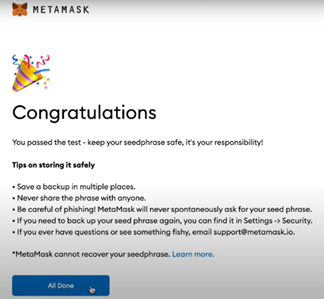 METAMASK
Congratulations
You passed the test - keep your seedphrase safe, it's your responsibility!
Tips on storing it safely
• Save a backup in multiple places.
• Never share the phrase with anyone.
• Be careful of phishing! MetaMask will never spontaneously ask for your seed phrase.
• If you need to back up your seed phrase again, you can find it in Settings -> Security.
• If you ever have questions or see something fishy, email support@metamask.io.
*MetaMask cannot recover your seedphrase. Learn more.
All Done